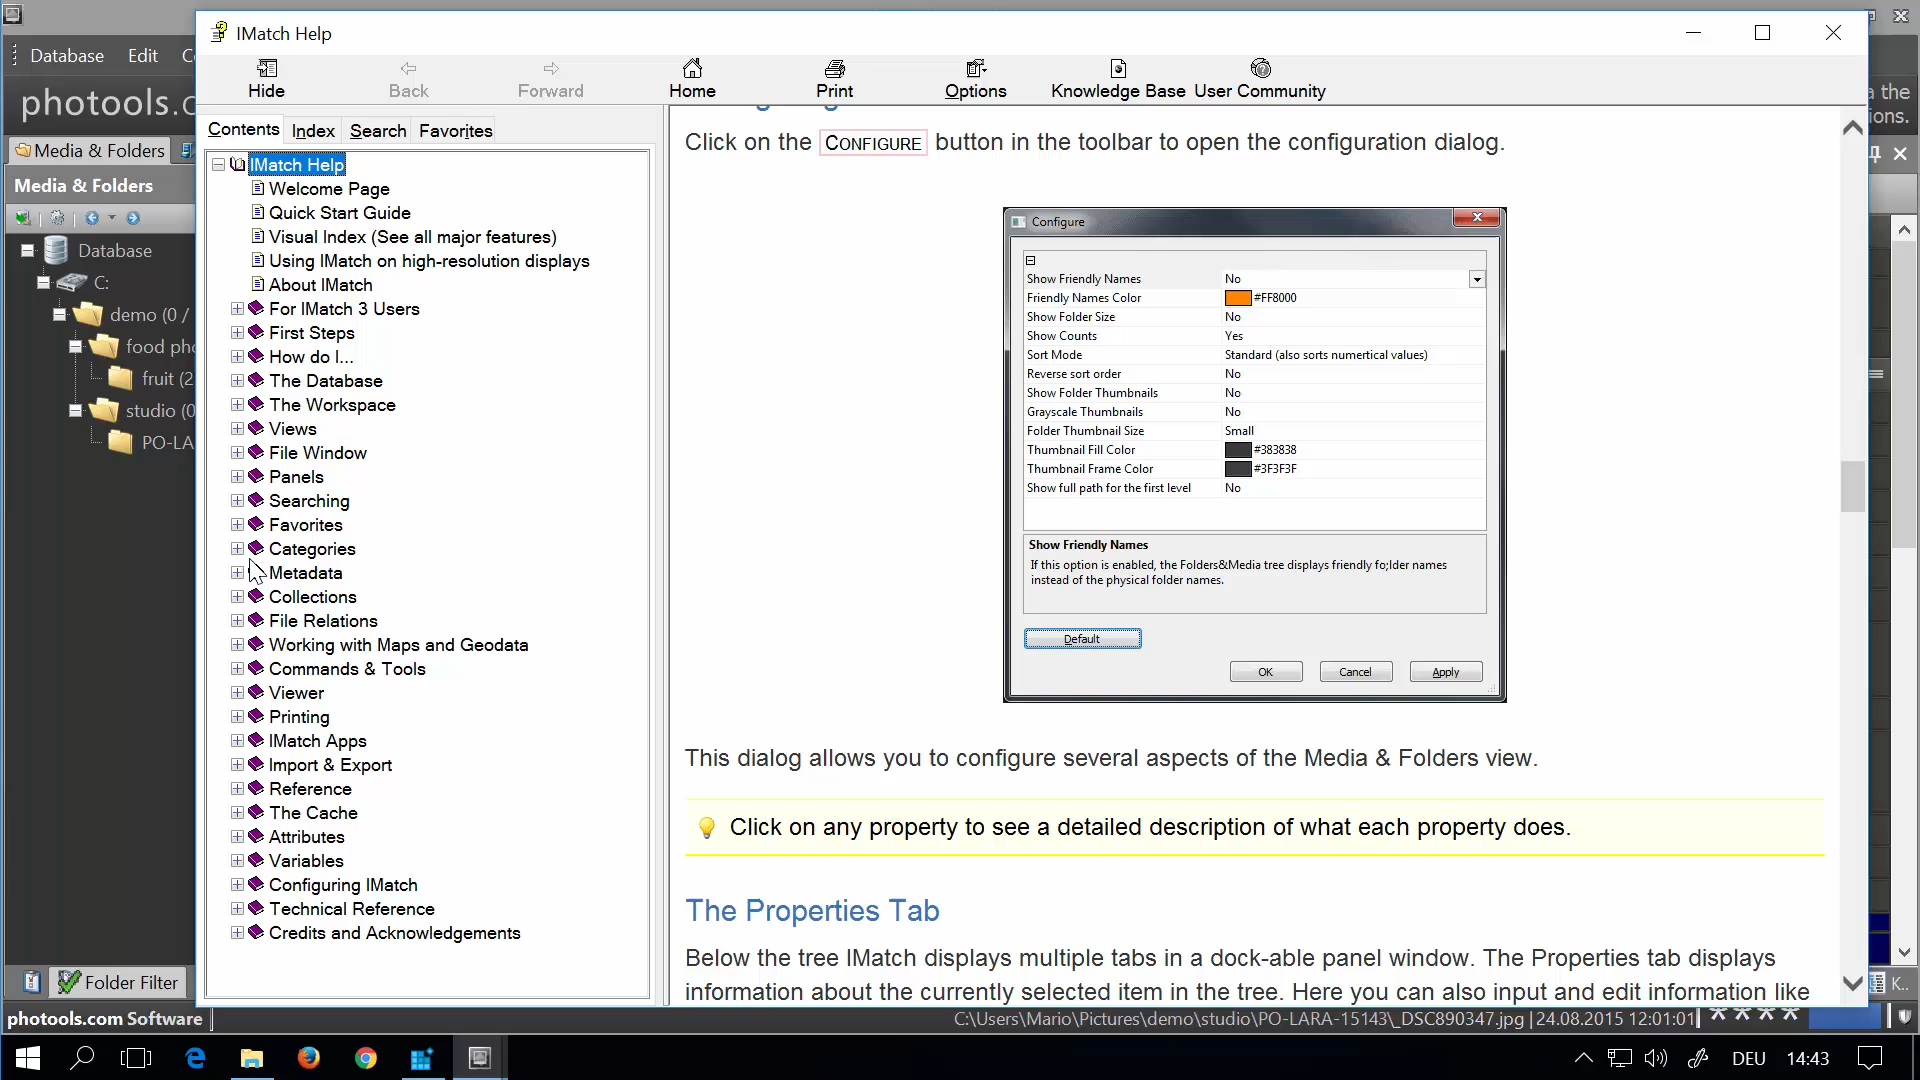 IMatch Help
Database Edit
photools.c
a the
ions.
Hide
Back
Forward
Home
Print
Options
Knowledge Base
User Community
Media & Folders
Media & Folders
Database
C:
demo (0 /
food pho
fruit (2
studio (0
PO-LA
Folder Filter
Contents
Index
Search
Favorites
IMatch Help
Welcome Page
Quick Start Guide
Visual Index (See all major features)
Using IMatch on high-resolution displays
About IMatch
For IMatch 3 Users
First Steps
How do I...
The Database
The Workspace
Views
File Window
Panels
Searching
Favorites
Categories
Metadata
Collections
File Relations
Working with Maps and Geodata
Commands & Tools
Viewer
Printing
IMatch Apps
Import & Export
Reference
The Cache
Attributes
Variables
Configuring IMatch
Technical Reference
Credits and Acknowledgements
Click on the CONFIGURE button in the toolbar to open the configuration dialog.
Configure
Show Friendly Names No
Friendly Names Color #FF8000
Show Folder Size No
Show Counts Yes
Sort Mode Standard (also sorts numertical values)
Reverse sort order No
Show Folder Thumbnails No
Grayscale Thumbnails No
Folder Thumbnail Size Small
Thumbnail Fill Color #383838
Thumbnail Frame Color #3F3F3F
Show full path for the first level No
Show Friendly Names
If this option is enabled, the Folders&Media tree displays friendly fo;lder names
instead of the physical folder names.
Default
OK Cancel Apply
This dialog allows you to configure several aspects of the Media & Folders view.
Click on any property to see a detailed description of what each property does.
The Properties Tab
Below the tree IMatch displays multiple tabs in a dock-able panel window. The Properties tab displays
information about the currently selected item in the tree. Here you can also input and edit information like
K..
photools.com Software
C:\Users\Mario\Pictures\demo\studio\PO-LARA-15143\_DSC890347.jpg | 24.08.2015 12:01:01
DEU 14:43